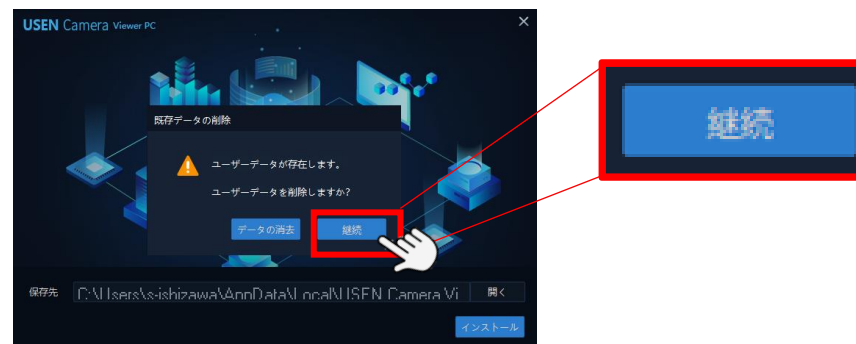 USEN Camera Viewer PC
既存データの削除
ユーザーデータが存在します。
ユーザーデータを削除しますか?
データの消去 継続
保存先 C:\Users\s-ishizawa\AppData\Local\USEN Camera Vi 開く
インストール
継続